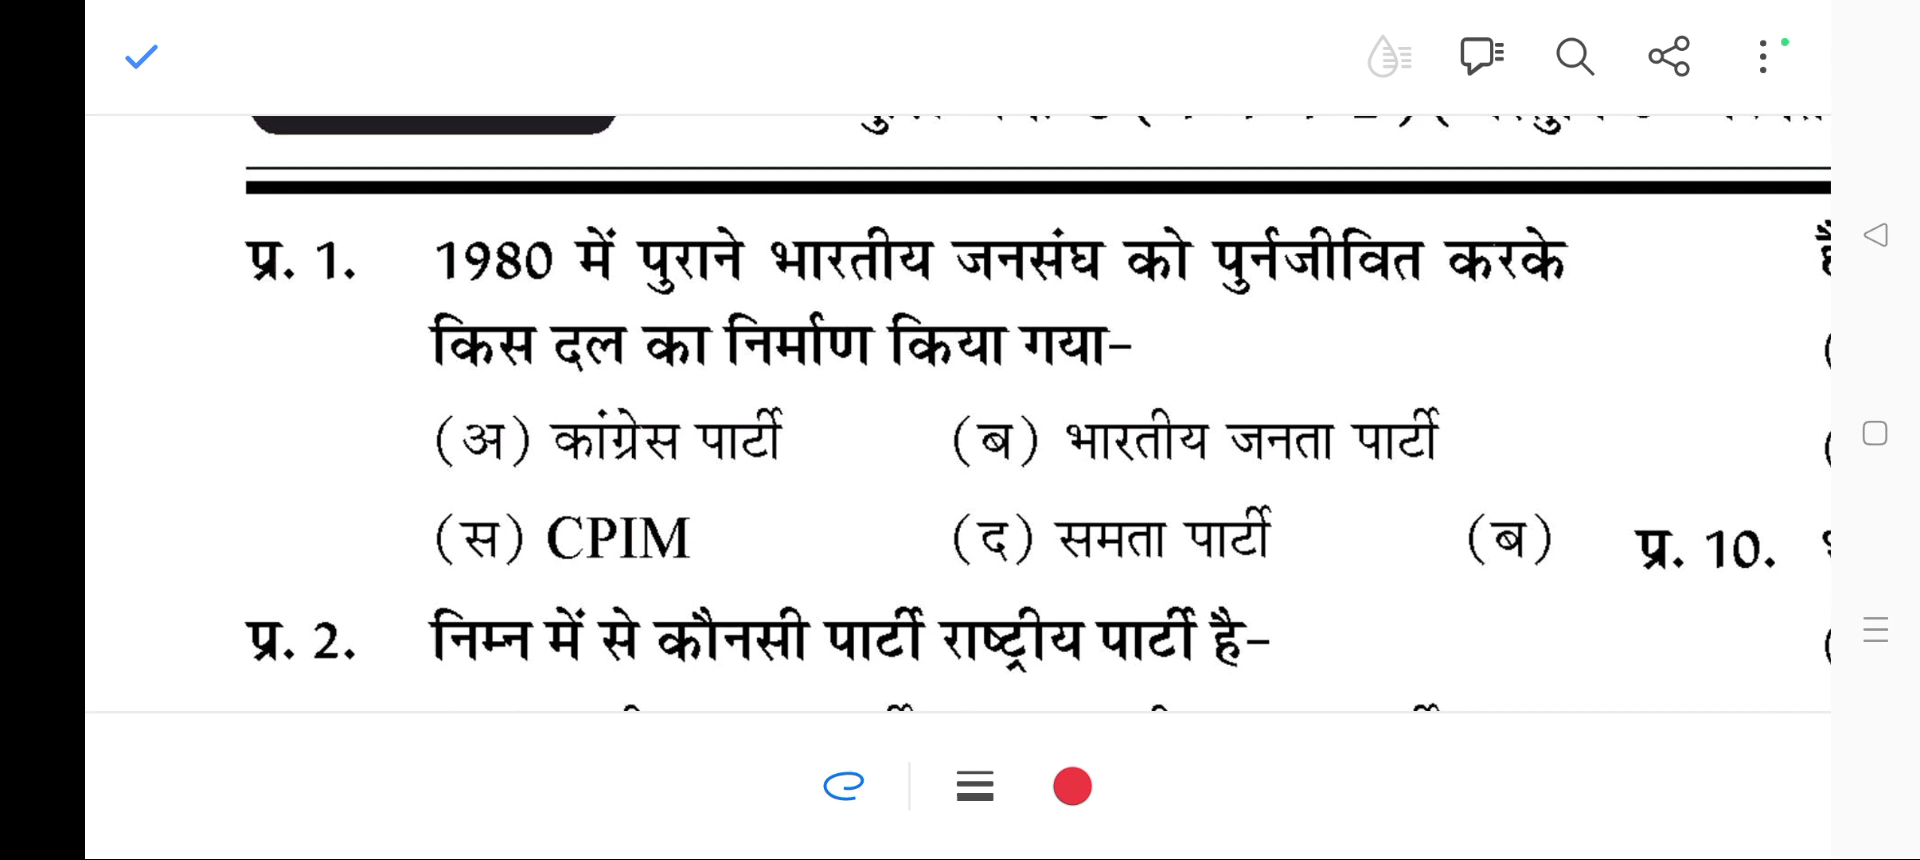 प्र. 1. 1980 में पुराने भारतीय जनसंघ को पुर्नजीवित करके
किस दल का निर्माण किया गया-
(अ) कांग्रेस पार्टी (ब) भारतीय जनता पार्टी
(स) CPIM (द) समता पार्टी (ब)
प्र. 2. निम्न में से कौनसी पार्टी राष्ट्रीय पार्टी है-
है
प्र. 10.